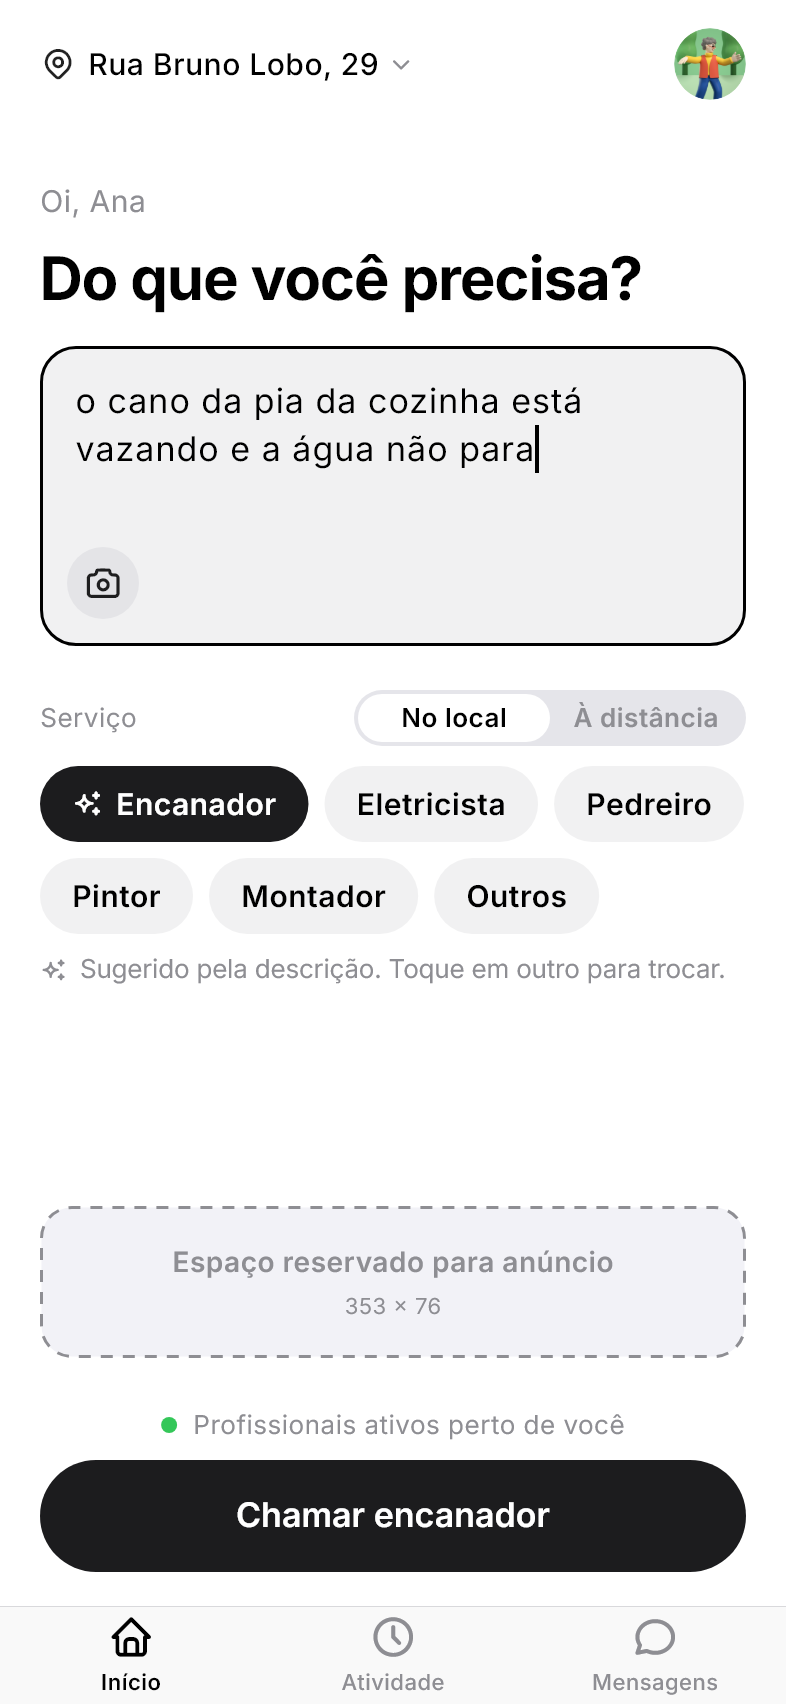 Rua Bruno Lobo, 29
Oi, Ana
Do que você precisa?
o cano da pia da cozinha está
vazando e a água não para
Serviço
No local
À distância
Encanador
Eletricista
Pedreiro
Pintor
Montador
Outros
Sugerido pela descrição. Toque em outro para trocar.
Espaço reservado para anúncio
353 × 76
Profissionais ativos perto de você
Chamar encanador
Início
Atividade
Mensagens